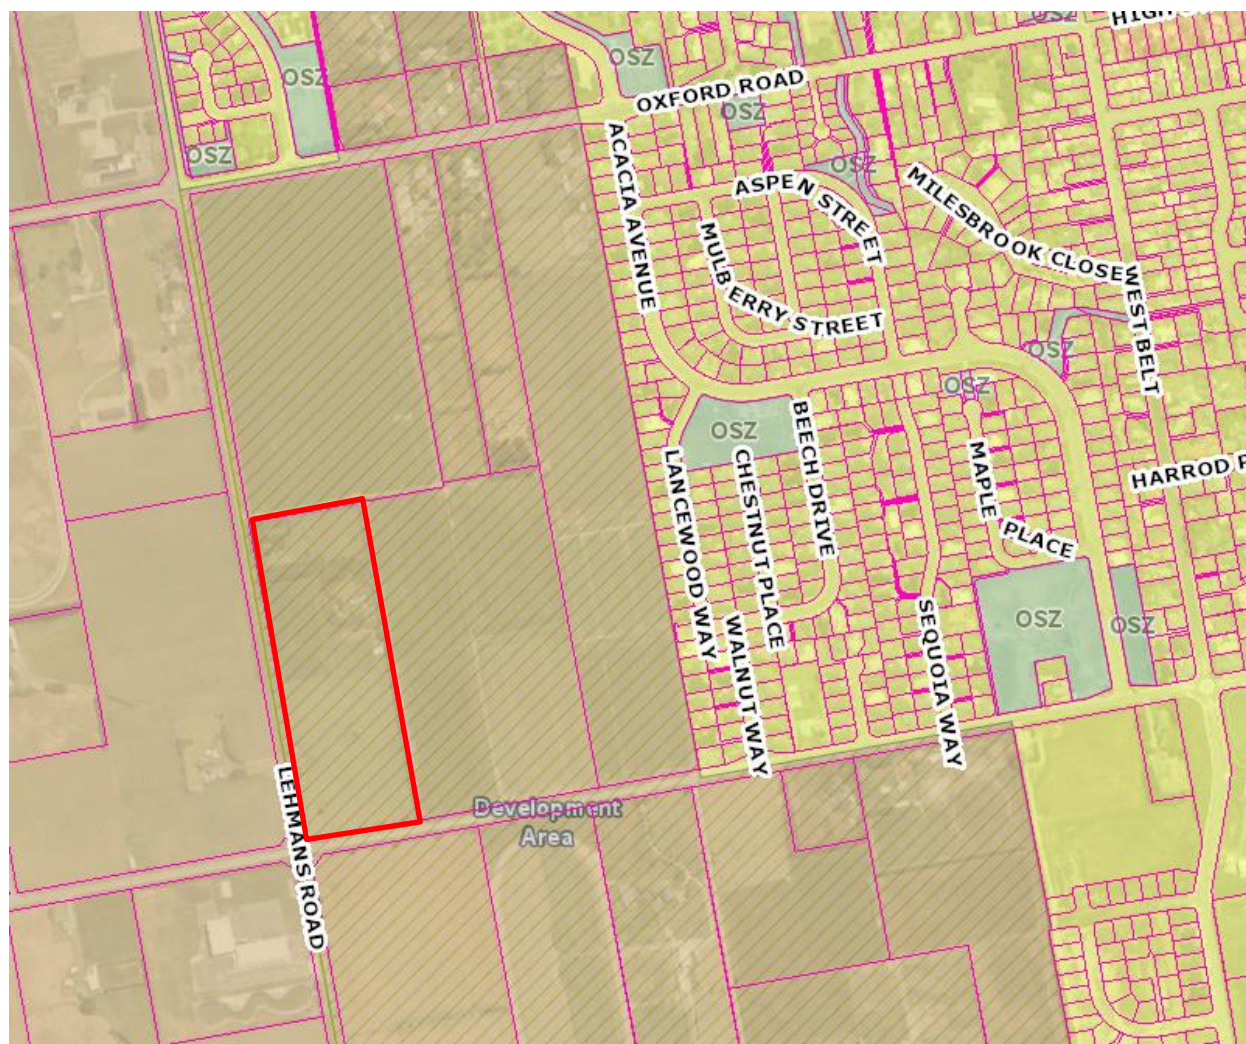 OSZ
HIGH S
OSZ
OSZ
OXFORD ROAD
OSZ
OSZ
OSZ
ACACIA AVENUE
ASPEN STREET
MILESBROOK CLOSE
MULBERRY STREET
WEST BELT
OSZ
OSZ
OSZ
BEECH DRIVE
LANCEWOOD WAY
CHESTNUT PLACE
MAPLE PLACE
HARROD P
OSZ
OSZ
WALNUT WAY
SEQUOIA WAY
LEHMANS ROAD
Development
Area